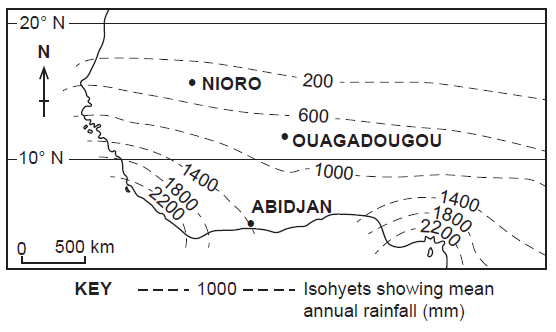 20° N
N
NIORO
200
600
OUAGADOUGOU
10° N
1000
1400
1800
2200
ABIDJAN
1400
1800
2200
0 500 km
KEY ---- 1000 ---- Isohyets showing mean
annual rainfall (mm)